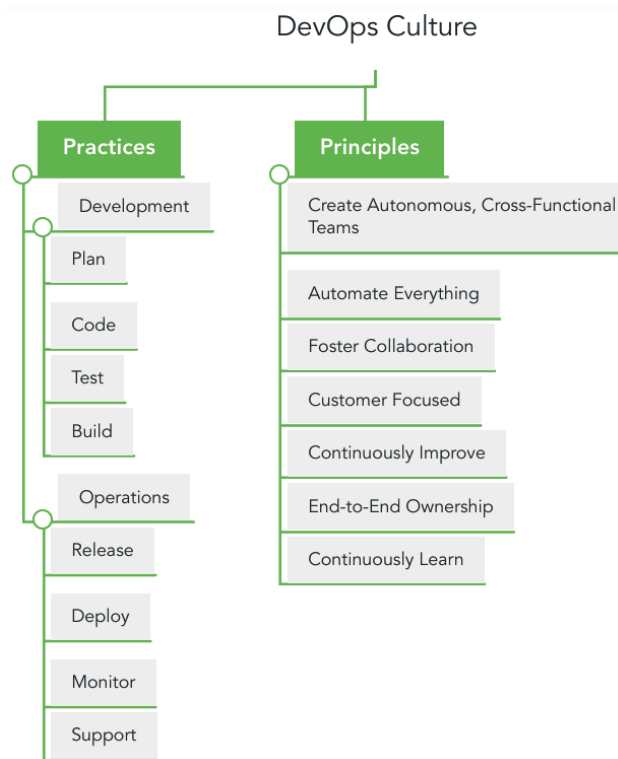 DevOps Culture
Practices
Development
Plan
Code
Test
Build
Operations
Release
Deploy
Monitor
Support
Principles
Create Autonomous, Cross-Functional
Teams
Automate Everything
Foster Collaboration
Customer Focused
Continuously Improve
End-to-End Ownership
Continuously Learn